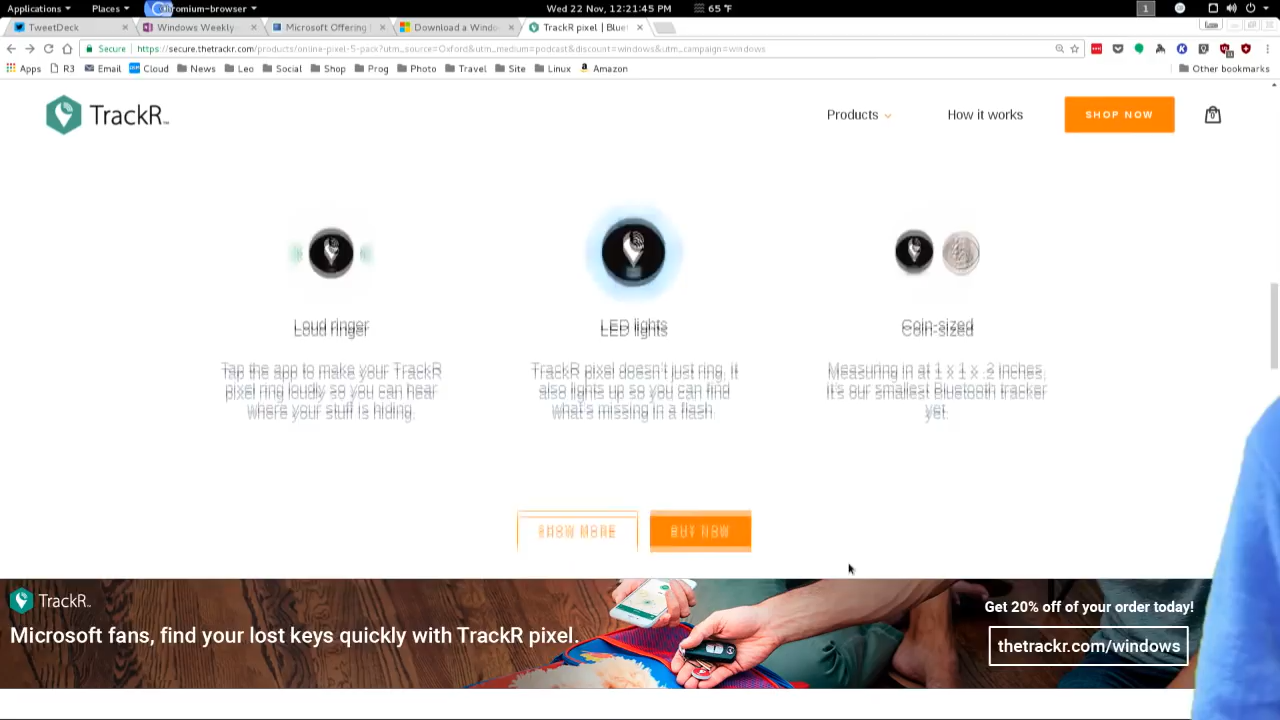 Applications Places chromium-browser Wed 22 Nov, 12:21:45 PM 65 °F 1
TweetDeck Windows Weekly Microsoft Offering Download a Windo TrackR pixel | Blue
Secure https://secure.thetrackr.com/products/online-pixel-5-pack?utm_source=Oxford&utm_medium=podcast&discount=windows&utm_campaign=windows
Apps R3 Email Cloud News Leo Social Shop Prog Photo Travel Site Linux Amazon Other bookmarks
TrackR Products How it works SHOP NOW 0
Loud ringer
Tap the app to make your TrackR
pixel ring loudly so you can hear
where your stuff is hiding.
LED lights
TrackR pixel doesn't just ring, it
also lights up so you can find
what's missing in a flash.
Coin-sized
Measuring in at 1 x 1 x .2 inches,
it's our smallest Bluetooth tracker
yet.
SHOW MORE BUY NOW
TrackR
Microsoft fans, find your lost keys quickly with TrackR pixel.
Get 20% off of your order today!
thetrackr.com/windows